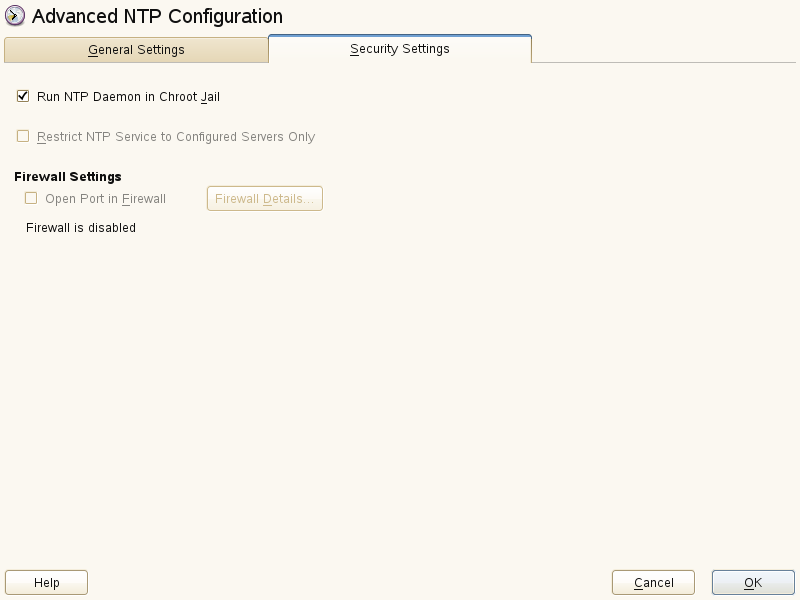 Advanced NTP Configuration
General Settings
Security Settings
Run NTP Daemon in Chroot Jail
Restrict NTP Service to Configured Servers Only
Firewall Settings
Open Port in Firewall
Firewall Details...
Firewall is disabled
Help
Cancel
OK